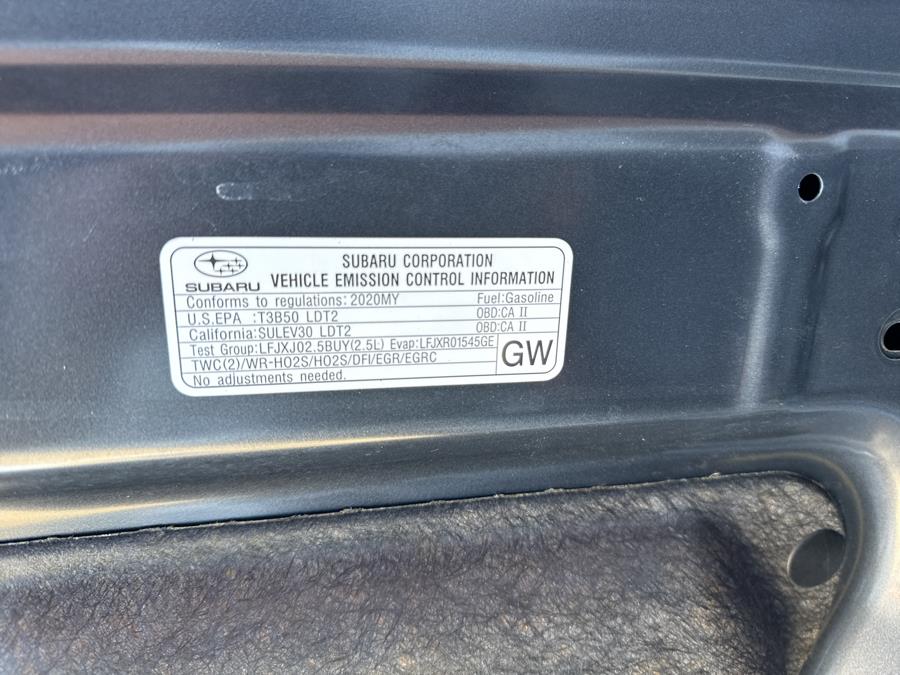 SUBARU
SUBARU CORPORATION
VEHICLE EMISSION CONTROL INFORMATION
Conforms to regulations: 2020MY Fuel:Gasoline
U.S.EPA :T3B50 LDT2 OBD:CA II
California:SULEV30 LDT2 OBD:CA II
Test Group:LFJXJ02.5BUY(2.5L) Evap:LFJXR01545GE
TWC(2)/WR-HO2S/HO2S/DFI/EGR/EGRC
No adjustments needed.
GW